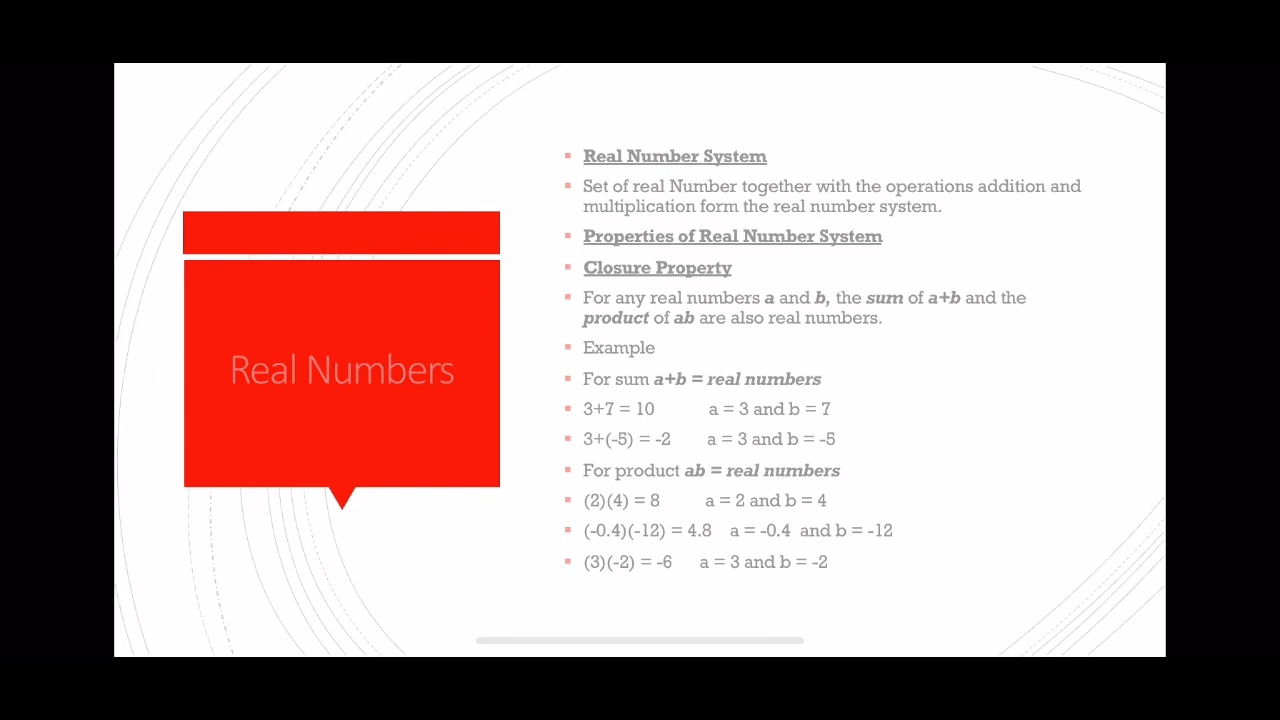 Real Numbers
Real Number System
Set of real Number together with the operations addition and
multiplication form the real number system.
Properties of Real Number System
Closure Property
For any real numbers a and b, the sum of a+b and the
product of ab are also real numbers.
Example
For sum a+b = real numbers
3+7 = 10 a = 3 and b = 7
3+(-5) = -2 a = 3 and b = -5
For product ab = real numbers
(2)(4) = 8 a = 2 and b = 4
(-0.4)(-12) = 4.8 a = -0.4 and b = -12
(3)(-2) = -6 a = 3 and b = -2